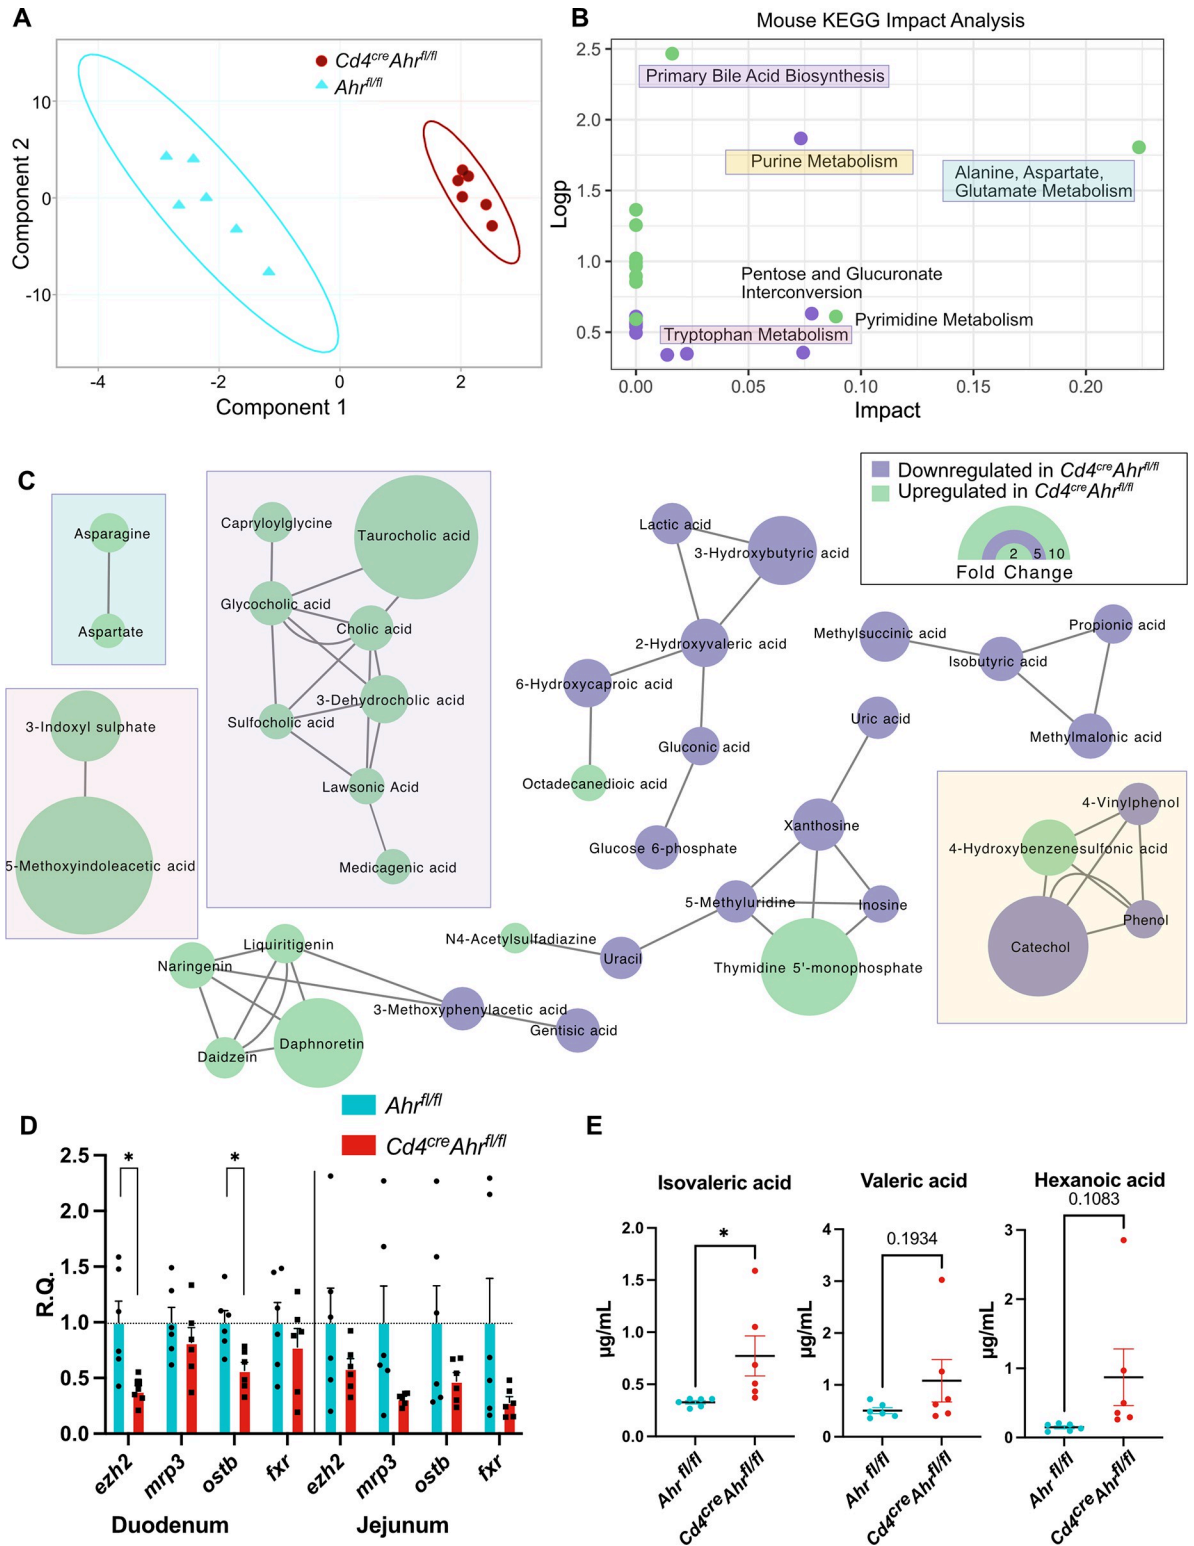 A
Cd4creAhrfl/fl
Ahrfl/fl
10
0
-10
-4
-2
0
2
Component 2
Component 1
B
Mouse KEGG Impact Analysis
2.5
2.0
1.5
1.0
0.5
Logp
Primary Bile Acid Biosynthesis
Purine Metabolism
Alanine, Aspartate,
Glutamate Metabolism
Pentose and Glucuronate
Interconversion
Pyrimidine Metabolism
Tryptophan Metabolism
0.00
0.05
0.10
0.15
0.20
Impact
C
Downregulated in Cd4creAhrfl/fl
Upregulated in Cd4creAhrfl/fl
2 5 10
Fold Change
Asparagine
Aspartate
3-Indoxyl sulphate
5-Methoxyindoleacetic acid
Capryloylglycine
Taurocholic acid
Glycocholic acid
Cholic acid
3-Dehydrocholic acid
Sulfocholic acid
Lawsonic Acid
Medicagenic acid
Lactic acid
3-Hydroxybutyric acid
2-Hydroxyvaleric acid
6-Hydroxycaproic acid
Gluconic acid
Octadecanedioic acid
Glucose 6-phosphate
Methylsuccinic acid
Propionic acid
Isobutyric acid
Methylmalonic acid
Uric acid
Xanthosine
5-Methyluridine
Inosine
N4-Acetylsulfadiazine
Uracil
Thymidine 5'-monophosphate
4-Vinylphenol
4-Hydroxybenzenesulfonic acid
Phenol
Catechol
Liquiritigenin
Naringenin
3-Methoxyphenylacetic acid
Gentisic acid
Daidzein
Daphnoretin
D
Ahrfl/fl
Cd4creAhrfl/fl
2.5
2.0
1.5
1.0
0.5
0.0
R.Q.
*
*
ezh2
mrp3
ostb
fxr
ezh2
mrp3
ostb
fxr
Duodenum
Jejunum
E
Isovaleric acid
*
2.0
1.5
1.0
0.5
0.0
µg/mL
Ahr fl/fl
Cd4cre Ahrfl/fl
Valeric acid
0.1934
4
3
2
1
0
µg/mL
Ahr fl/fl
Cd4cre Ahrfl/fl
Hexanoic acid
0.1083
3
2
1
0
µg/mL
Ahr fl/fl
Cd4cre Ahrfl/fl